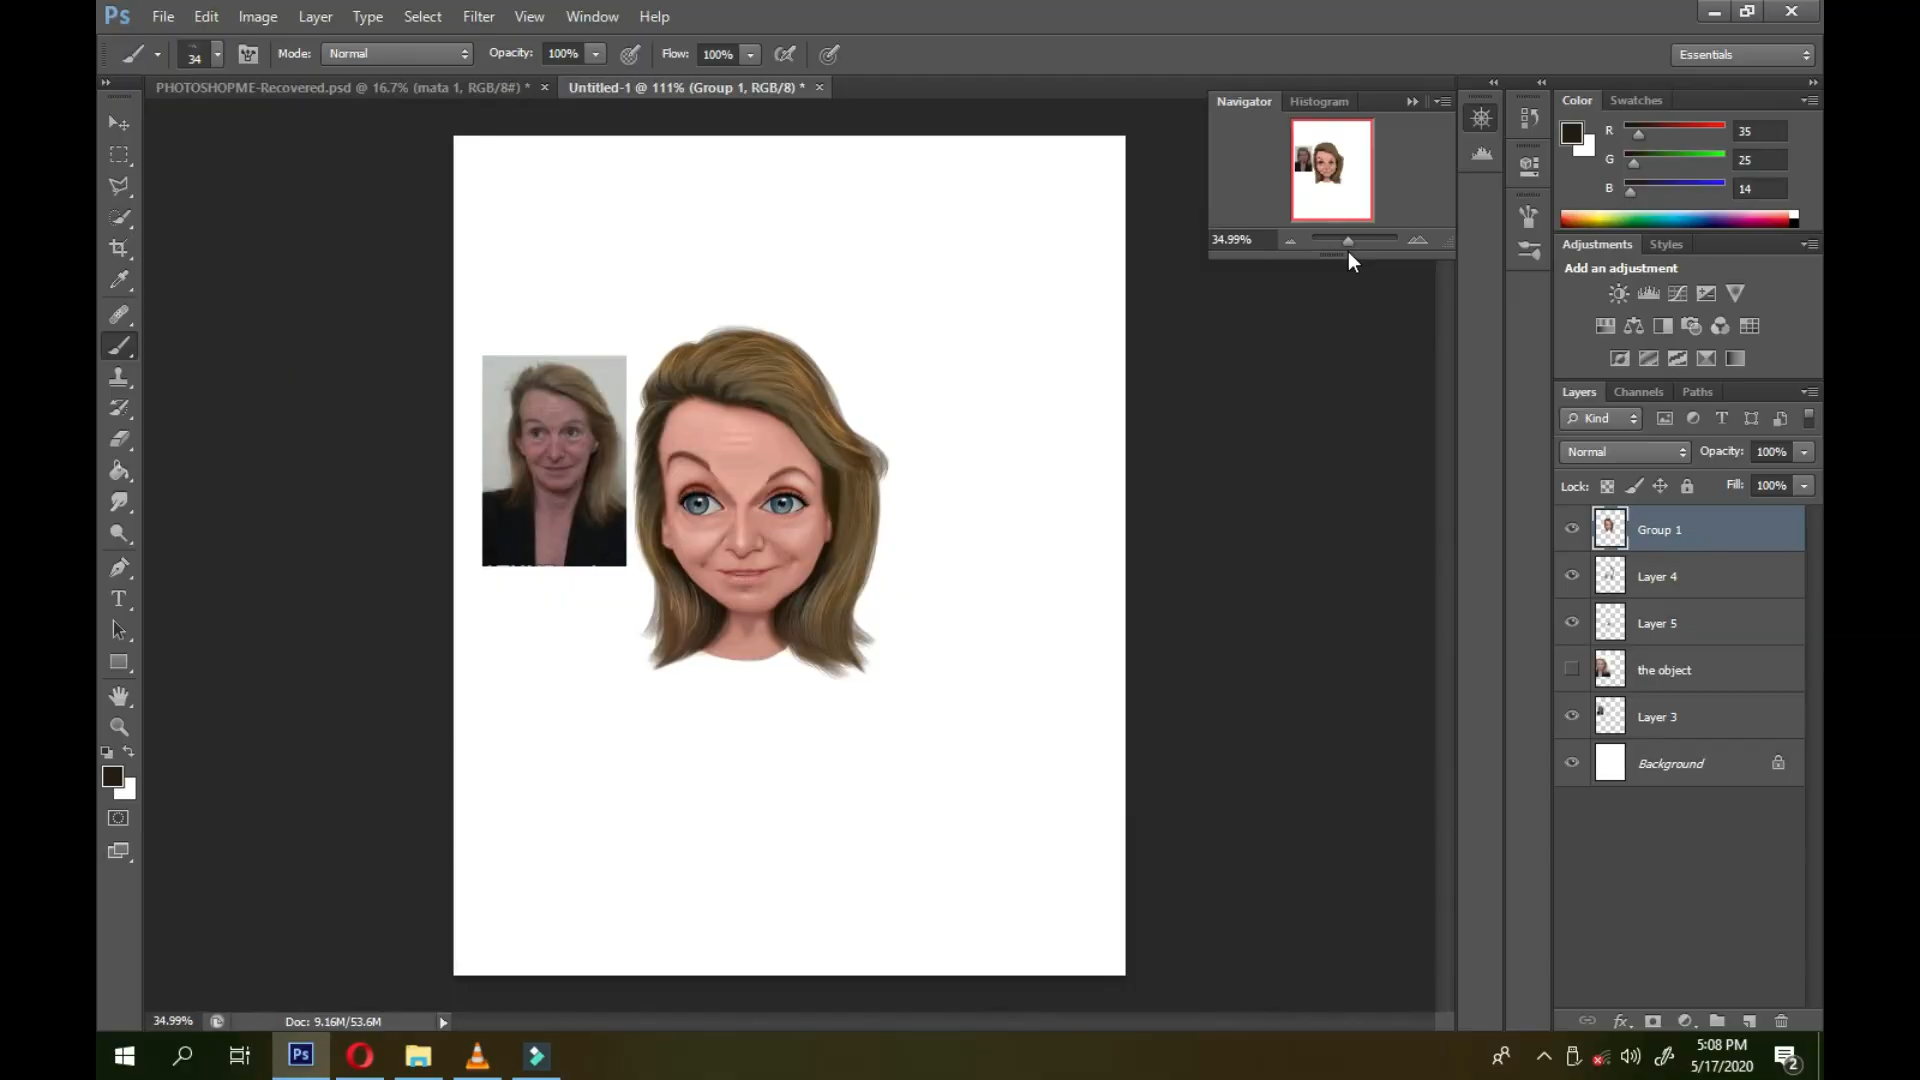 Ps File Edit Image Layer Type Select Filter View Window Help
34 Mode: Normal Opacity: 100% Flow: 100% Essentials
PHOTOSHOPME-Recovered.psd @ 16.7% (mata 1, RGB/8#) * × Untitled-1 @ 111% (Group 1, RGB/8) * ×
Navigator Histogram
34.99%
Color Swatches
R 35
G 25
B 14
Adjustments Styles
Add an adjustment
Layers Channels Paths
Kind
Normal Opacity: 100%
Lock: Fill: 100%
Group 1
Layer 4
Layer 5
the object
Layer 3
Background
fx
34.99% Doc: 9.16M/53.6M
Ps
5:08 PM
5/17/2020
2